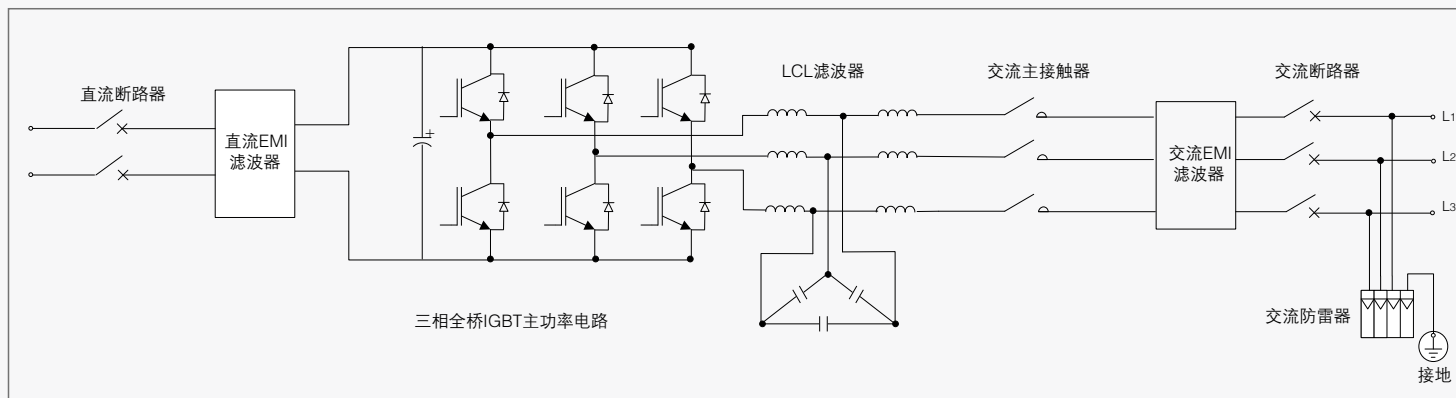 直流断路器
直流EMI
滤波器
+
三相全桥IGBT主功率电路
LCL滤波器
交流主接触器
交流EMI
滤波器
交流断路器
L1
L2
L3
交流防雷器
接地